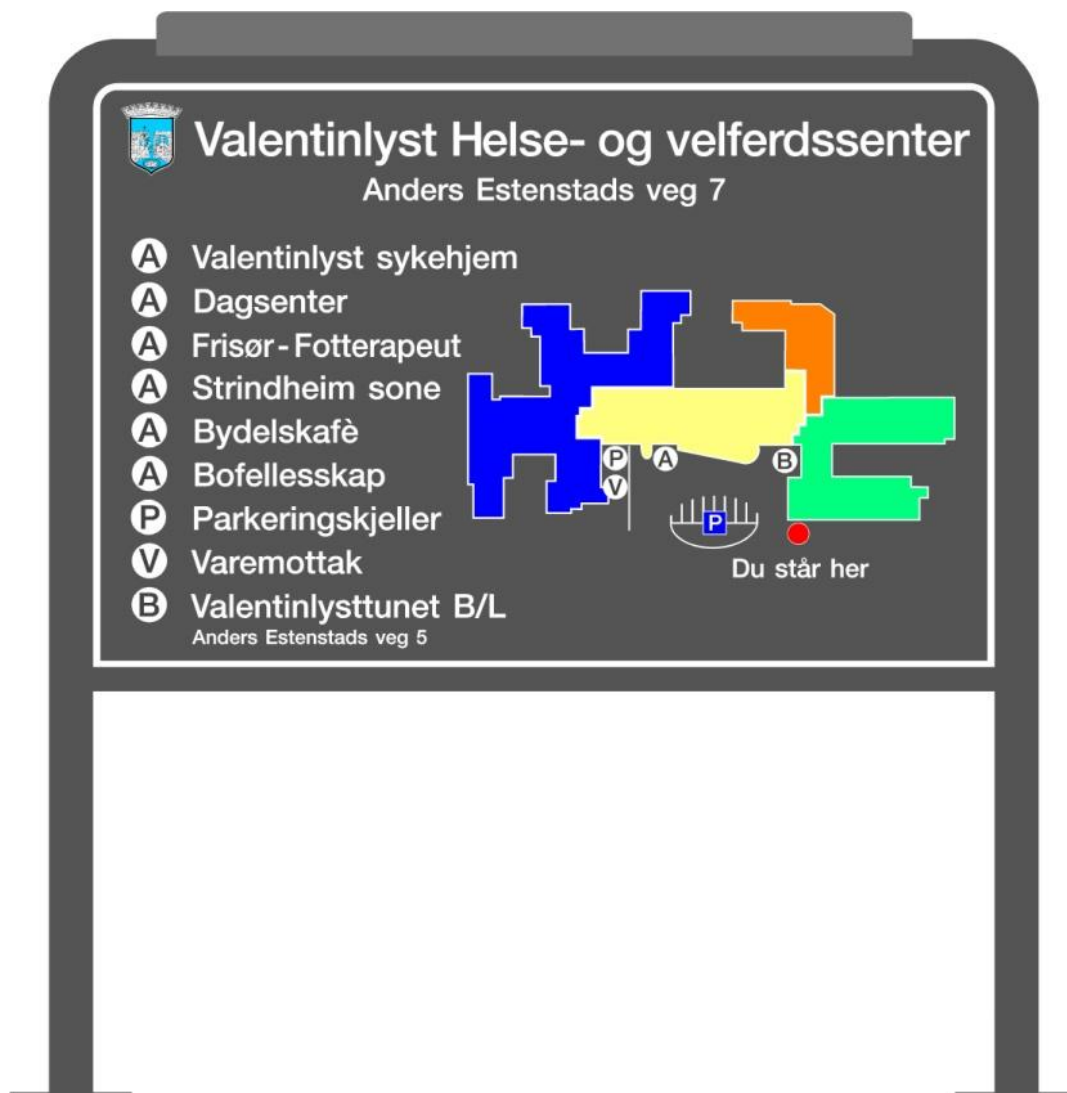 Valentinlyst Helse- og velferdssenter
Anders Estenstads veg 7
A Valentinlyst sykehjem
A Dagsenter
A Frisør - Fotterapeut
A Strindheim sone
A Bydelskafè
A Bofellesskap
P Parkeringskjeller
V Varemottak
B Valentinlysttunet B/L
Anders Estenstads veg 5
P A B
V
P
Du står her